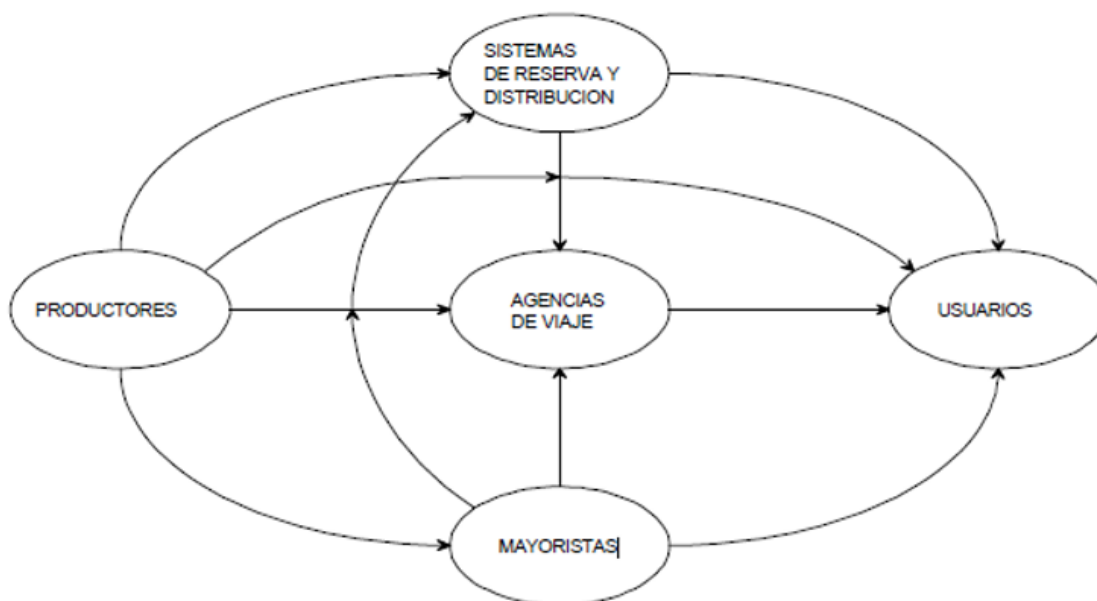 SISTEMAS
DE RESERVA Y
DISTRIBUCION
PRODUCTORES
AGENCIAS
DE VIAJE
USUARIOS
MAYORISTAS